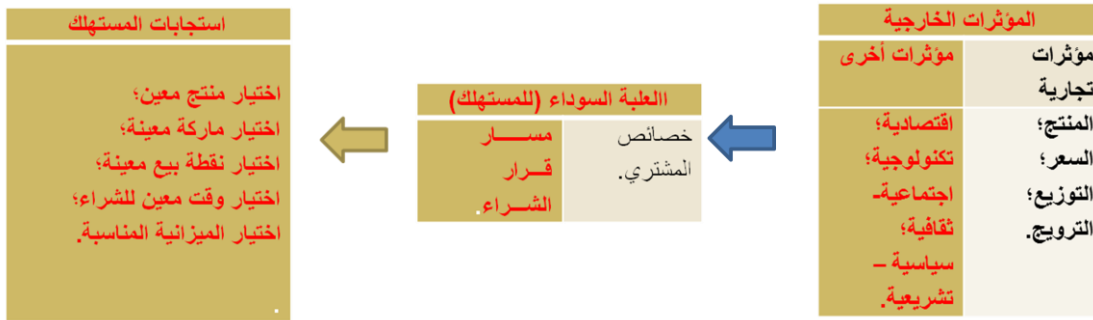 المؤثرات الخارجية
مؤثرات
تجارية
مؤثرات أخرى
المنتج؛
السعر؛
التوزيع؛
الترويج.
اقتصادية؛
تكنولوجية؛
اجتماعية-
ثقافية؛
سياسية –
تشريعية.
االعلبة السوداء (للمستهلك)
خصائص
المشتري.
مســـار
قــرار
الشـــراء.
استجابات المستهلك
اختيار منتج معين؛
اختيار ماركة معينة؛
اختيار نقطة بيع معينة؛
اختيار وقت معين للشراء؛
اختيار الميزانية المناسبة.
.